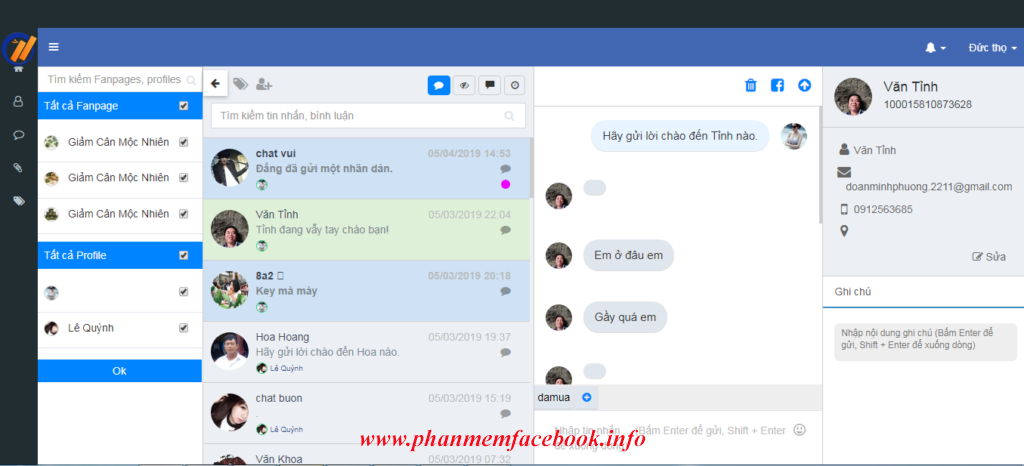 Đức thọ
Tìm kiếm Fanpages, profiles
Tất cả Fanpage
Giảm Cân Mộc Nhiên
Giảm Cân Mộc Nhiên
Giảm Cân Mộc Nhiên
Tất cả Profile
Lê Quỳnh
Ok
Tìm kiếm tin nhắn, bình luận
chat vui 05/04/2019 14:53
Đẳng đã gửi một nhãn dán.
Văn Tỉnh 05/03/2019 22:04
Tỉnh đang vẫy tay chào bạn!
8a2 05/03/2019 20:18
Key mà mày
Hoa Hoang 05/03/2019 19:37
Hãy gửi lời chào đến Hoa nào.
Lê Quỳnh
chat buon 05/03/2019 15:19
.
Lê Quỳnh
Văn Khoa 05/03/2019 07:32
Hãy gửi lời chào đến Tỉnh nào.
Em ở đâu em
Gầy quá em
damua
Nhập tin nhắn ... Bấm Enter để gửi, Shift + Enter
để xuống dòng
Văn Tỉnh
100015810873628
Văn Tỉnh
doanminhphuong.2211@gmail.com
0912563685
Sửa
Ghi chú
Nhập nội dung ghi chú (Bấm Enter để
gửi, Shift + Enter để xuống dòng)
www.phanmemfacebook.info